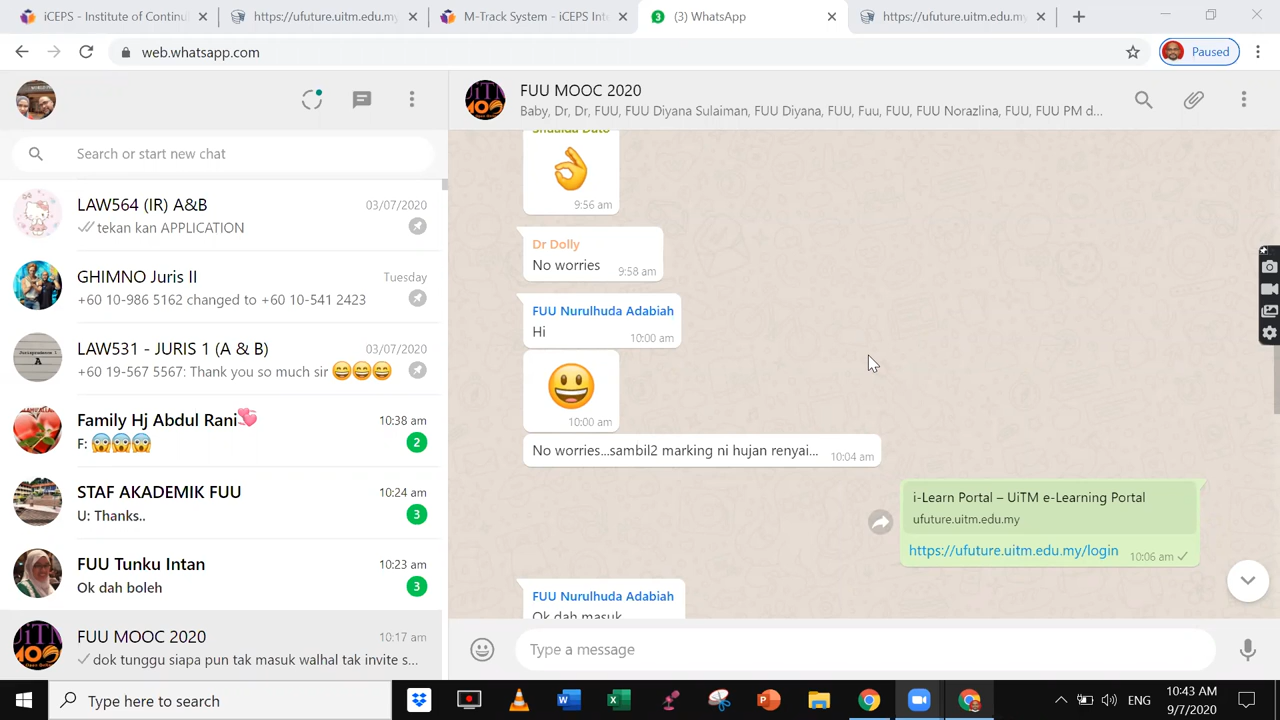 iCEPS - Institute of Continu
https://ufuture.uitm.edu.my/
M-Track System - iCEPS Inte
3
(3) WhatsApp
https://ufuture.uitm.edu.my
web.whatsapp.com
Paused
Search or start new chat
LAW564 (IR) A&B
03/07/2020
tekan kan APPLICATION
GHIMNO Juris II
Tuesday
+60 10-986 5162 changed to +60 10-541 2423
LAW531 - JURIS 1 (A & B)
03/07/2020
+60 19-567 5567: Thank you so much sir 😄😄😄
Family Hj Abdul Rani💞
10:38 am
F: 😱😱😱
2
STAF AKADEMIK FUU
10:24 am
U: Thanks..
3
FUU Tunku Intan
10:23 am
Ok dah boleh
3
FUU MOOC 2020
10:17 am
dok tunggu siapa pun tak masuk walhal tak invite s...
FUU MOOC 2020
Baby, Dr, Dr, FUU, FUU Diyana Sulaiman, FUU Diyana, FUU, Fuu, FUU, FUU Norazlina, FUU, FUU PM d...
👌
9:56 am
Dr Dolly
No worries
9:58 am
FUU Nurulhuda Adabiah
Hi
10:00 am
😃
10:00 am
No worries...sambil2 marking ni hujan renyai...
10:04 am
i-Learn Portal – UiTM e-Learning Portal
ufuture.uitm.edu.my
https://ufuture.uitm.edu.my/login
10:06 am
FUU Nurulhuda Adabiah
Ok dah masuk
Type a message
Type here to search
ENG
10:43 AM
9/7/2020